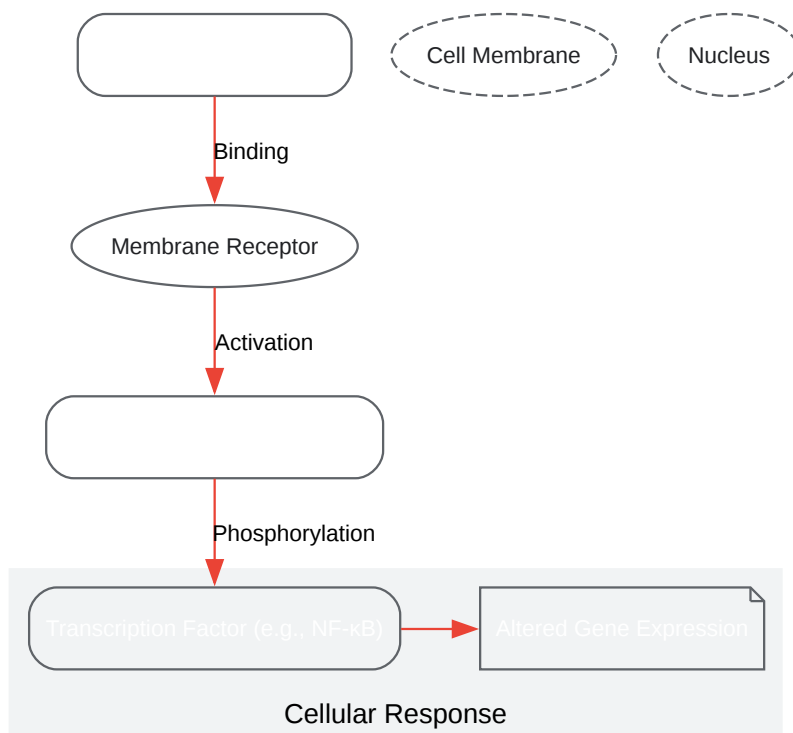 Cell Membrane
Nucleus
Binding
Membrane Receptor
Activation
Phosphorylation
Transcription Factor (e.g., NF-κB)
Altered Gene Expression
Cellular Response